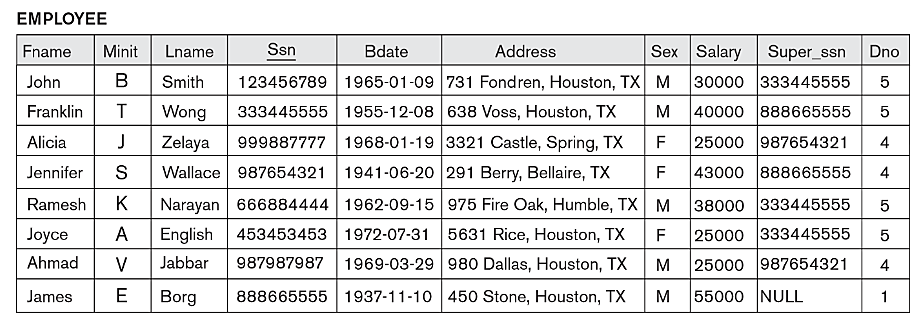 EMPLOYEE
Fname Minit Lname Ssn Bdate Address Sex Salary Super_ssn Dno
John B Smith 123456789 1965-01-09 731 Fondren, Houston, TX M 30000 333445555 5
Franklin T Wong 333445555 1955-12-08 638 Voss, Houston, TX M 40000 888665555 5
Alicia J Zelaya 999887777 1968-01-19 3321 Castle, Spring, TX F 25000 987654321 4
Jennifer S Wallace 987654321 1941-06-20 291 Berry, Bellaire, TX F 43000 888665555 4
Ramesh K Narayan 666884444 1962-09-15 975 Fire Oak, Humble, TX M 38000 333445555 5
Joyce A English 453453453 1972-07-31 5631 Rice, Houston, TX F 25000 333445555 5
Ahmad V Jabbar 987987987 1969-03-29 980 Dallas, Houston, TX M 25000 987654321 4
James E Borg 888665555 1937-11-10 450 Stone, Houston, TX M 55000 NULL 1